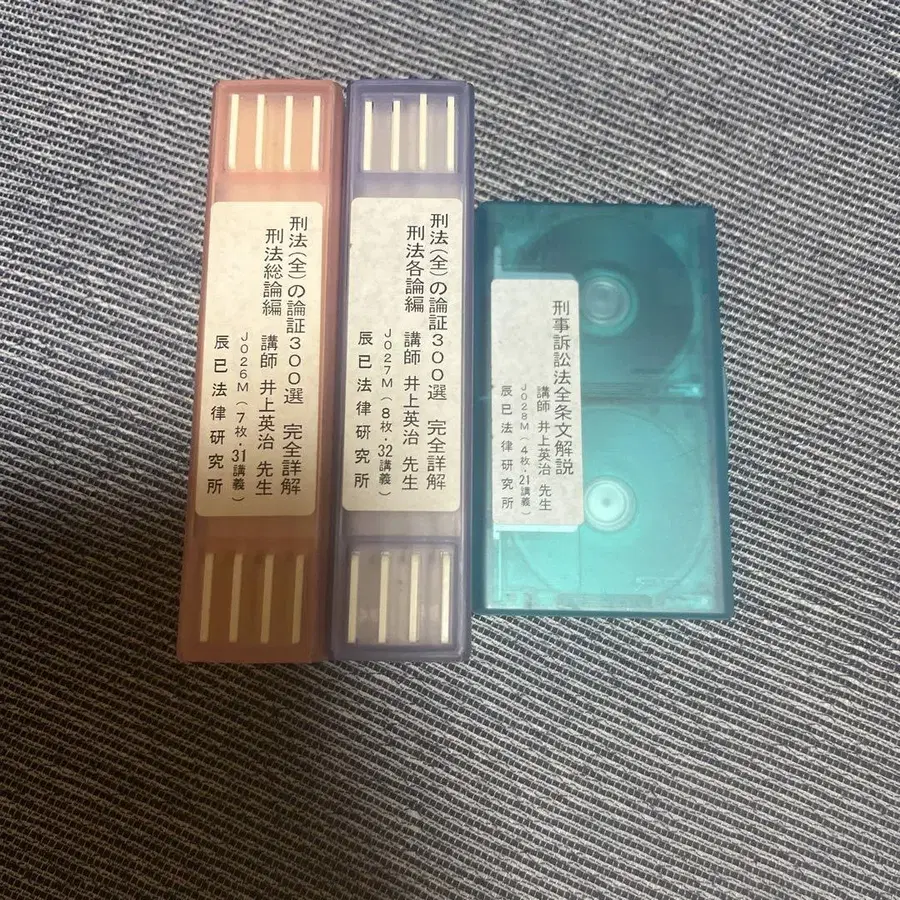 刑法(全)の論証300選 完全詳解
刑法総論編 講師 井上英治 先生
J026M(7枚・31講義)
辰巳法律研究所
刑法(全)の論証300選 完全詳解
刑法各論編 講師 井上英治 先生
J027M(8枚・32講義)
辰巳法律研究所
刑事訴訟法全条文解説
講師 井上英治 先生
J028M(4枚・21講義)
辰巳法律研究所